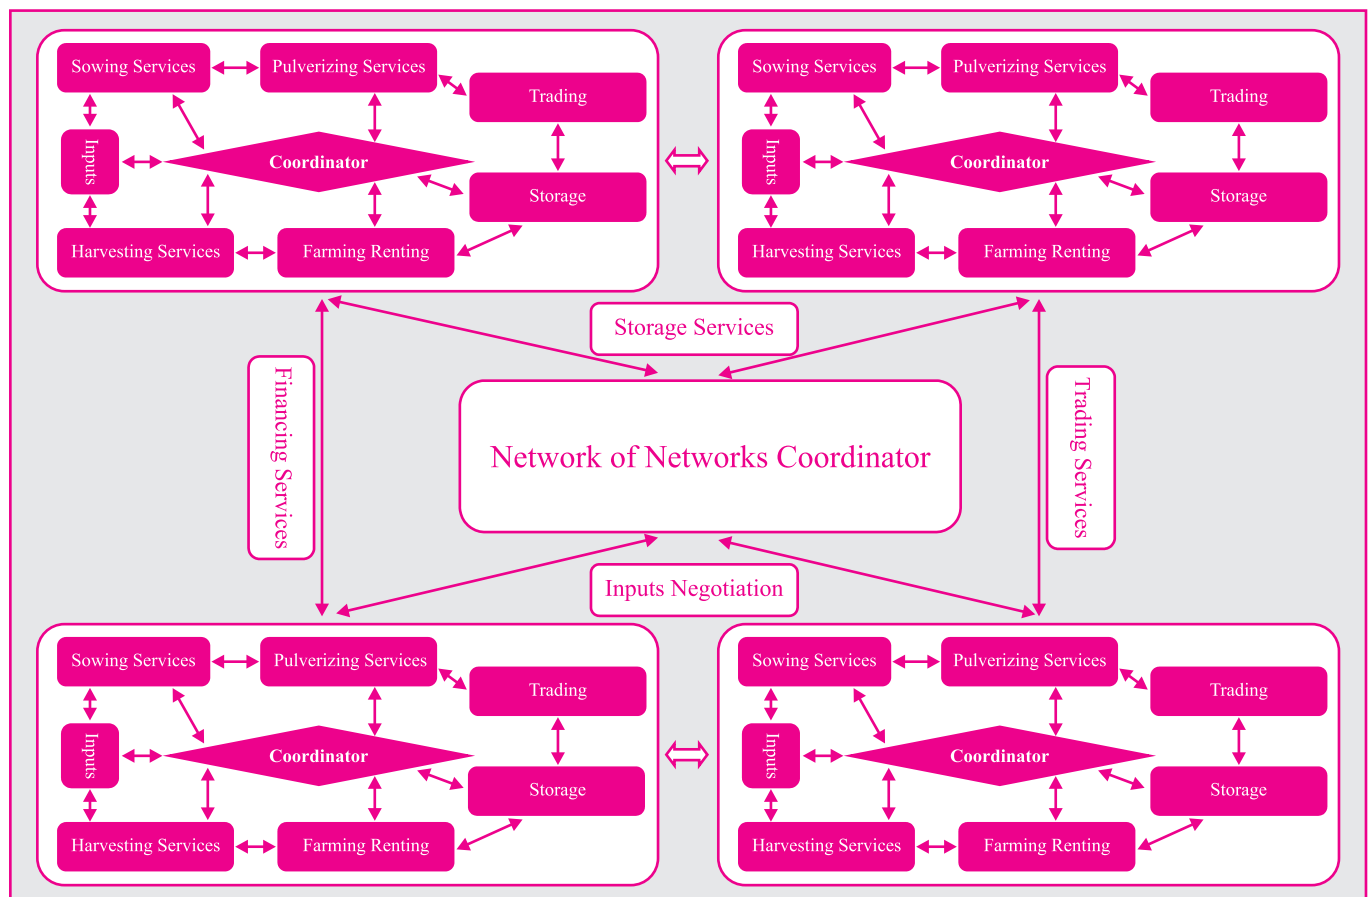 Sowing Services
Pulverizing Services
Trading
Inputs
Coordinator
Storage
Harvesting Services
Farming Renting
Sowing Services
Pulverizing Services
Trading
Inputs
Coordinator
Storage
Harvesting Services
Farming Renting
Storage Services
Financing Services
Network of Networks Coordinator
Trading Services
Inputs Negotiation
Sowing Services
Pulverizing Services
Trading
Inputs
Coordinator
Storage
Harvesting Services
Farming Renting
Sowing Services
Pulverizing Services
Trading
Inputs
Coordinator
Storage
Harvesting Services
Farming Renting